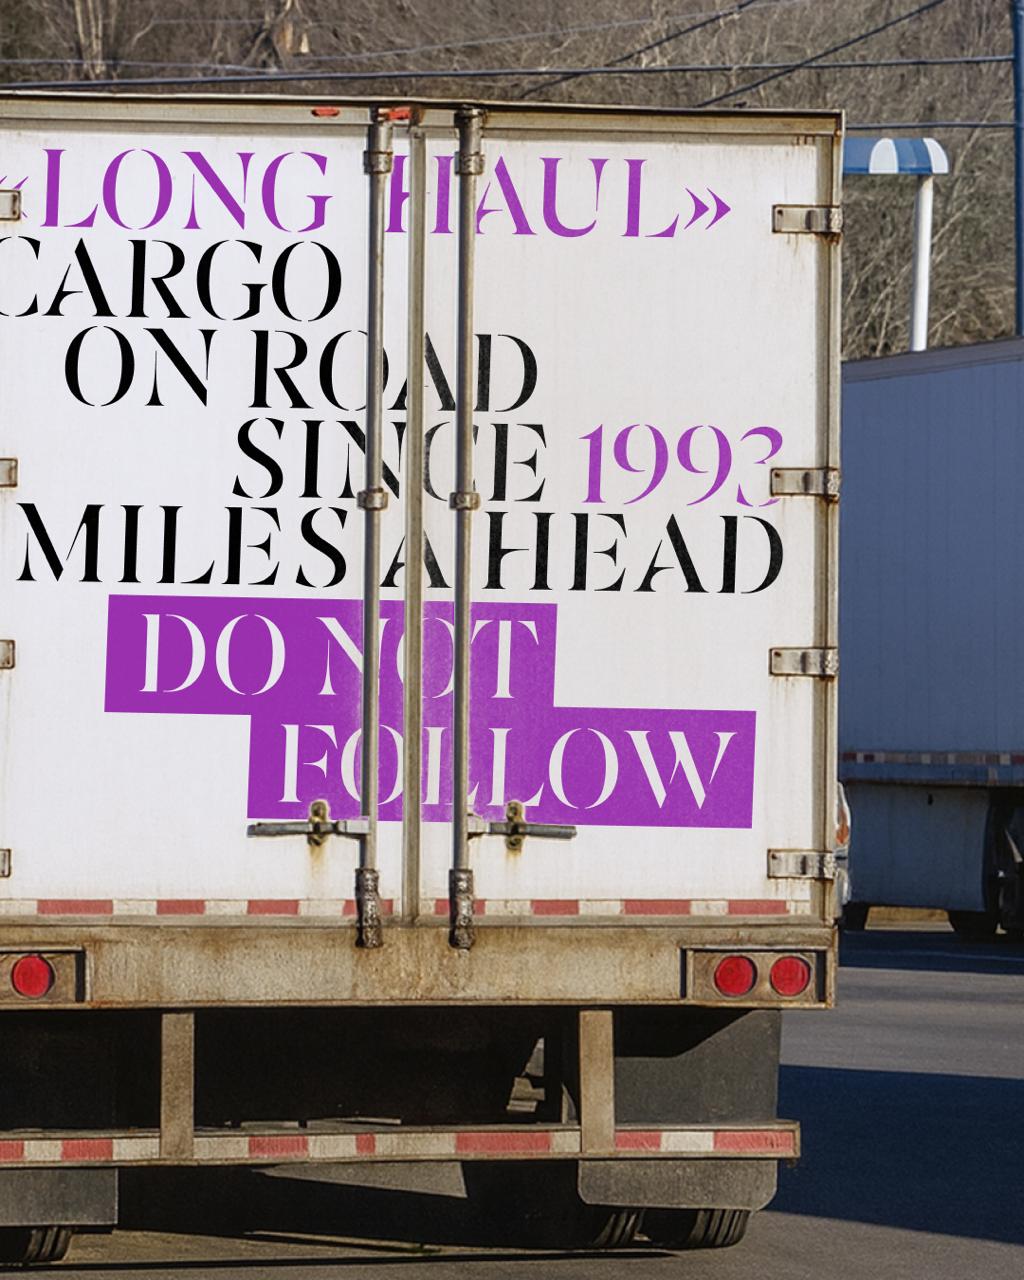 «LONG HAUL»
CARGO
ON ROAD
SINCE 1993
MILES AHEAD
DO NOT
FOLLOW